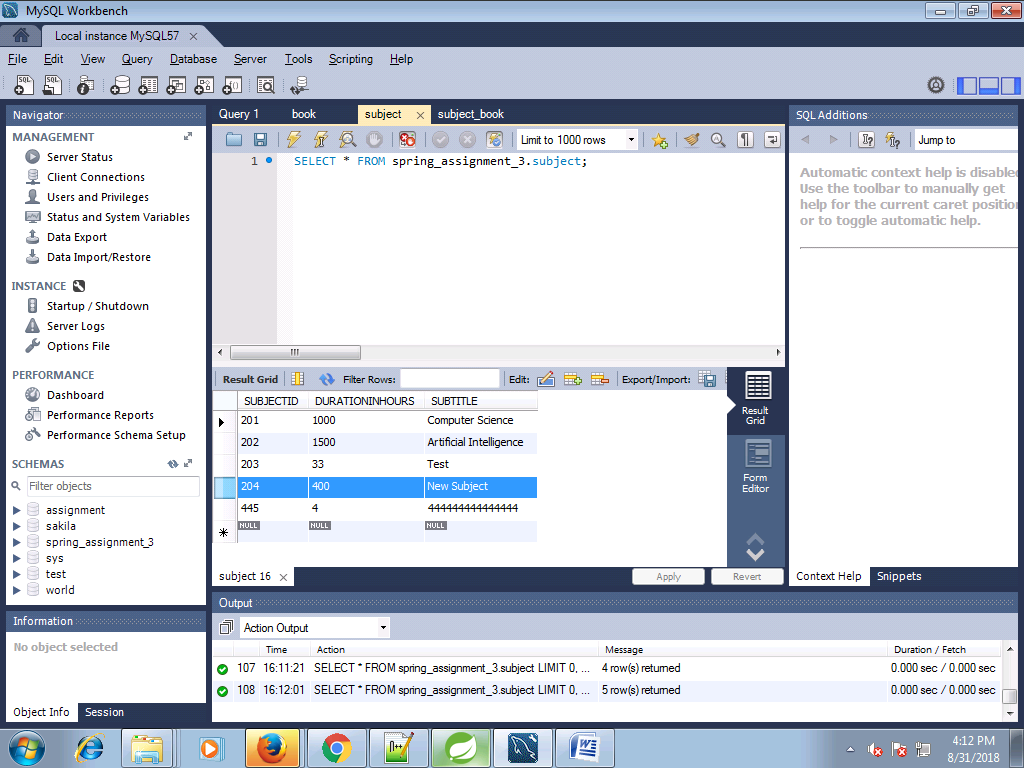 MySQL Workbench
Local instance MySQL57
File Edit View Query Database Server Tools Scripting Help
Navigator
MANAGEMENT
Server Status
Client Connections
Users and Privileges
Status and System Variables
Data Export
Data Import/Restore
INSTANCE
Startup / Shutdown
Server Logs
Options File
PERFORMANCE
Dashboard
Performance Reports
Performance Schema Setup
SCHEMAS
Filter objects
assignment
sakila
spring_assignment_3
sys
test
world
Information
No object selected
Object Info Session
Query 1 book subject subject_book
Limit to 1000 rows
1 SELECT * FROM spring_assignment_3.subject;
Result Grid Filter Rows: Edit: Export/Import:
SUBJECTID DURATIONINHOURS SUBTITLE
201 1000 Computer Science
202 1500 Artificial Intelligence
203 33 Test
204 400 New Subject
445 4 444444444444444
NULL NULL NULL
Result
Grid
Form
Editor
subject 16 Apply Revert
SQL Additions
Jump to
Automatic context help is disabled
Use the toolbar to manually get
help for the current caret position
or to toggle automatic help.
Context Help Snippets
Output
Action Output
Time Action Message Duration / Fetch
107 16:11:21 SELECT * FROM spring_assignment_3.subject LIMIT 0, ... 4 row(s) returned 0.000 sec / 0.000 sec
108 16:12:01 SELECT * FROM spring_assignment_3.subject LIMIT 0, ... 5 row(s) returned 0.000 sec / 0.000 sec
4:12 PM
8/31/2018